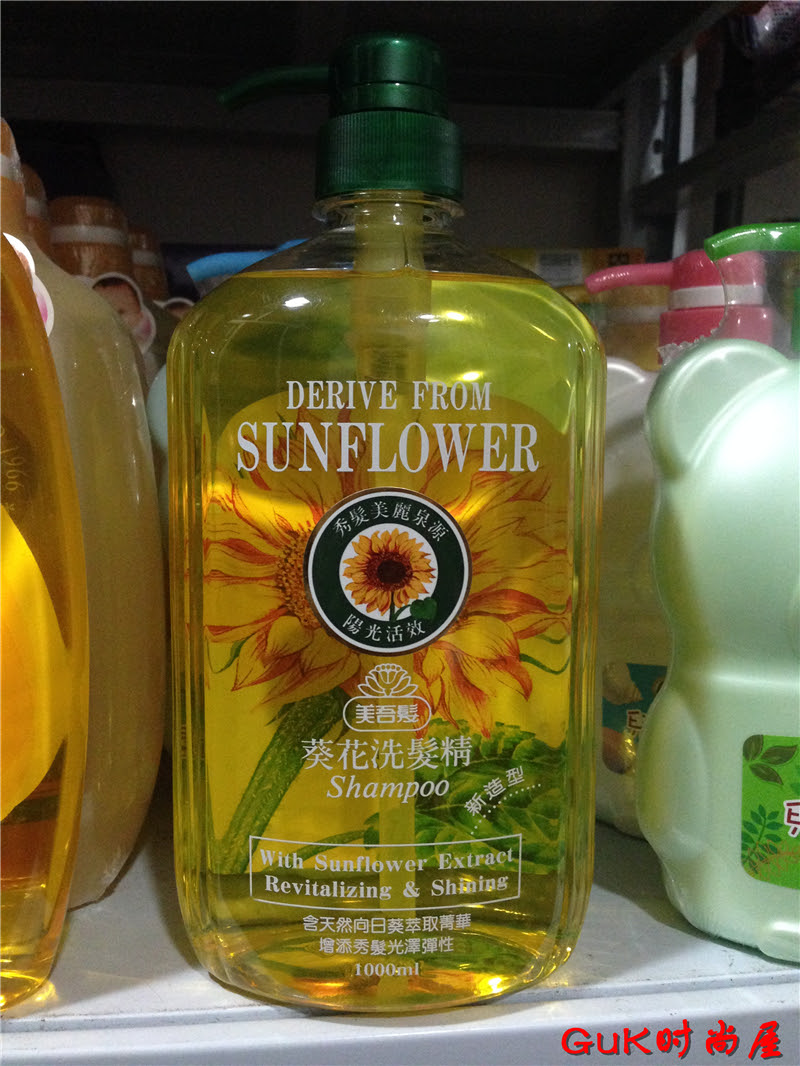 DERIVE FROM
SUNFLOWER
秀髮美麗泉源
陽光活效
美吾髮
葵花洗髮精
Shampoo
新造型
With Sunflower Extract
Revitalizing & Shining
含天然向日葵萃取菁華
增添秀髮光澤彈性
1000ml
GuK时尚屋